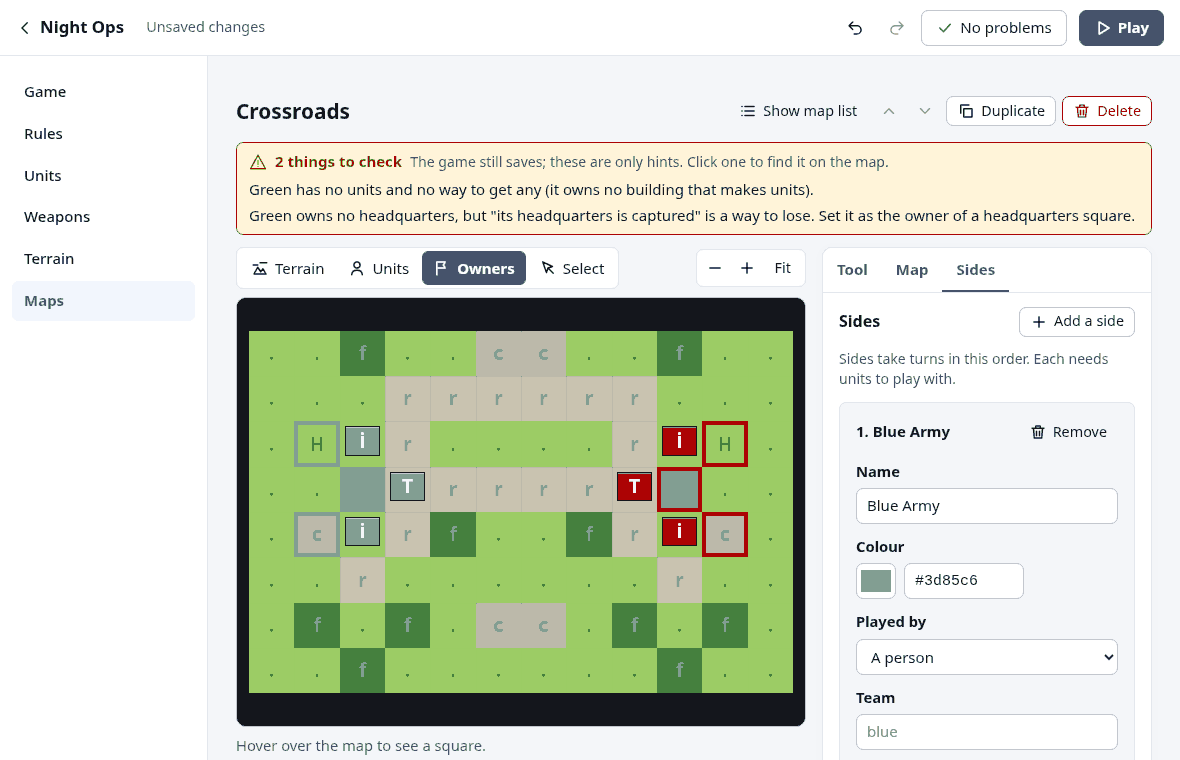 Night Ops Unsaved changes No problems Play
Game
Rules
Units
Weapons
Terrain
Maps
Crossroads Show map list Duplicate Delete
2 things to check The game still saves; these are only hints. Click one to find it on the map.
Green has no units and no way to get any (it owns no building that makes units).
Green owns no headquarters, but "its headquarters is captured" is a way to lose. Set it as the owner of a headquarters square.
Terrain Units Owners Select Fit
. . f . . c c . . f . .
. . . r r r r r r . . .
. H i r . . . . r i H .
. . T r r r r T . .
. c i r f . . f r i c .
. . r . . . . . . r . .
. f . f . c c . f . f .
. . f . . . . . . f . .
Hover over the map to see a square.
Tool Map Sides
Sides Add a side
Sides take turns in this order. Each needs
units to play with.
1. Blue Army Remove
Name
Blue Army
Colour
#3d85c6
Played by
A person
Team
blue